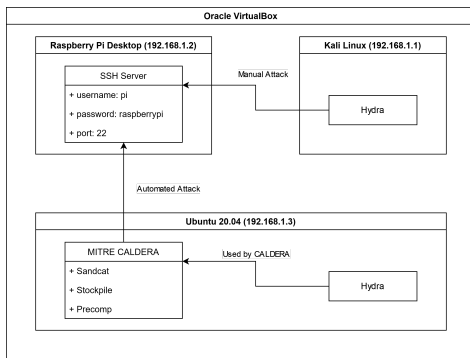 Oracle VirtualBox
Raspberry Pi Desktop (192.168.1.2)
Kali Linux (192.168.1.1)
SSH Server
+ username: pi
+ password: raspberrypi
+ port: 22
Manual Attack
Hydra
Automated Attack
Ubuntu 20.04 (192.168.1.3)
MITRE CALDERA
+ Sandcat
+ Stockpile
+ Precomp
Used by CALDERA
Hydra